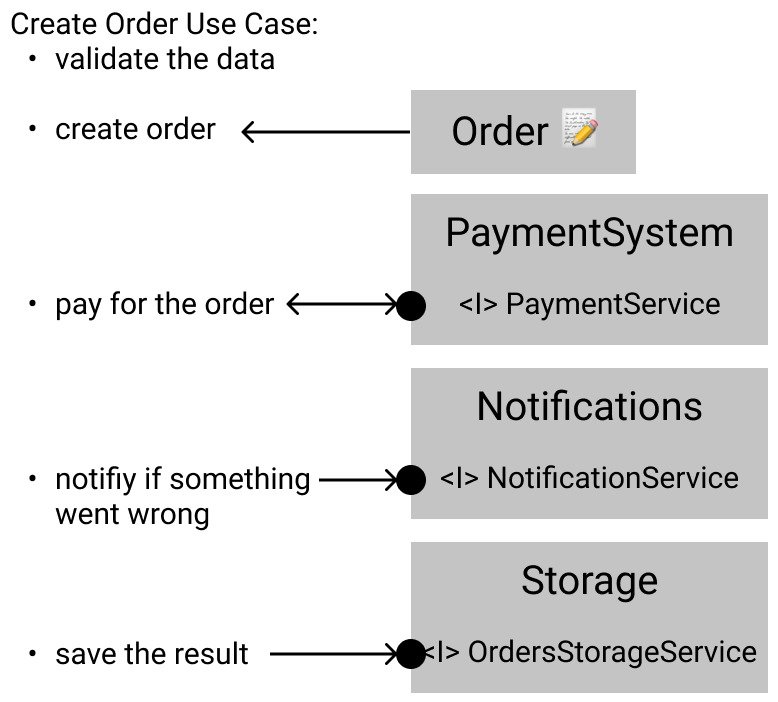 Create Order Use Case:
• validate the data
• create order
Order
PaymentSystem
• pay for the order
<I> PaymentService
Notifications
• notifiy if something
went wrong
<I> NotificationService
Storage
• save the result
<I> OrdersStorageService